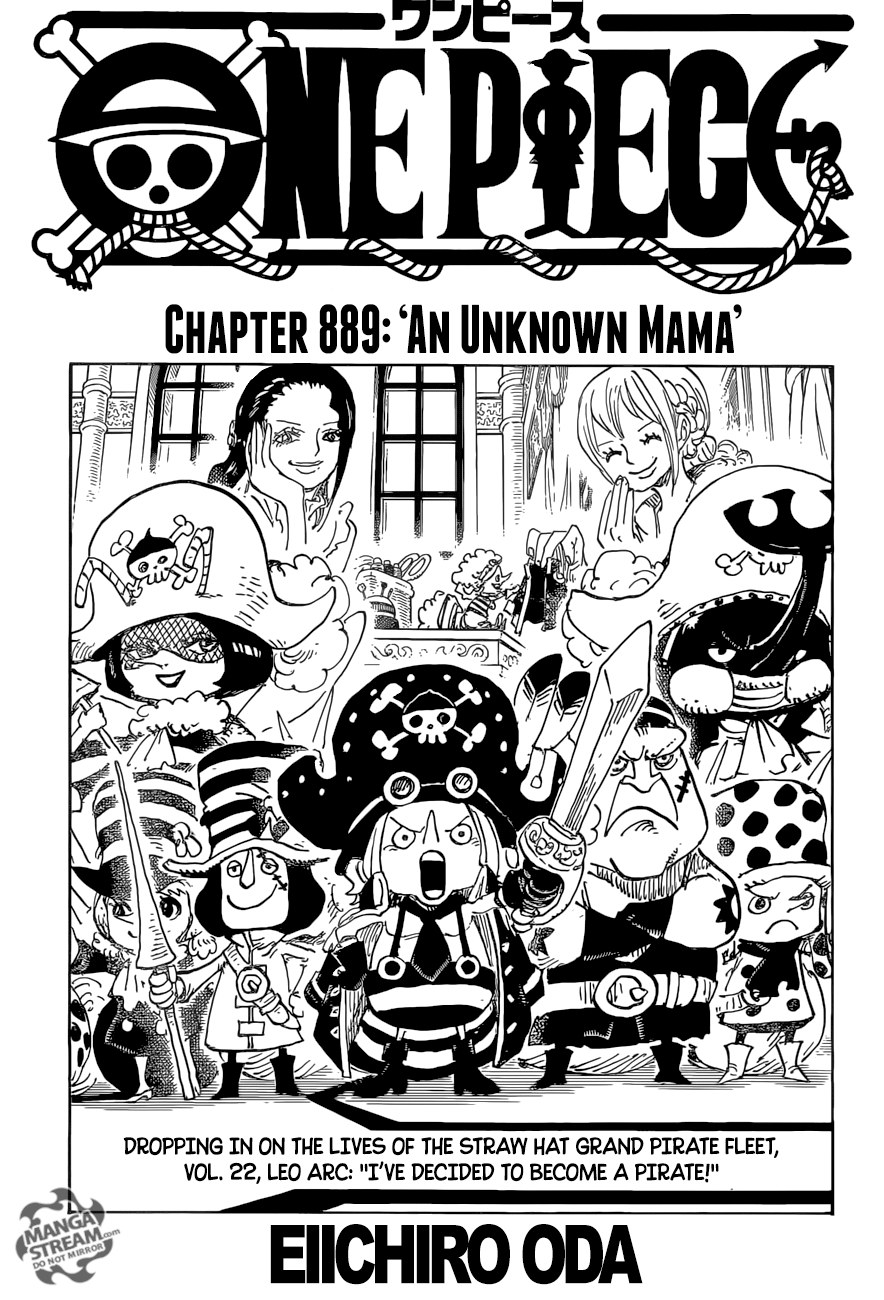 ワンピース
ONE PIECE
CHAPTER 889: ‘AN UNKNOWN MAMA’
DROPPING IN ON THE LIVES OF THE STRAW HAT GRAND PIRATE FLEET,
VOL. 22, LEO ARC: "I'VE DECIDED TO BECOME A PIRATE!"
MANGA
STREAM.com
DO NOT MIRROR
EIICHIRO ODA